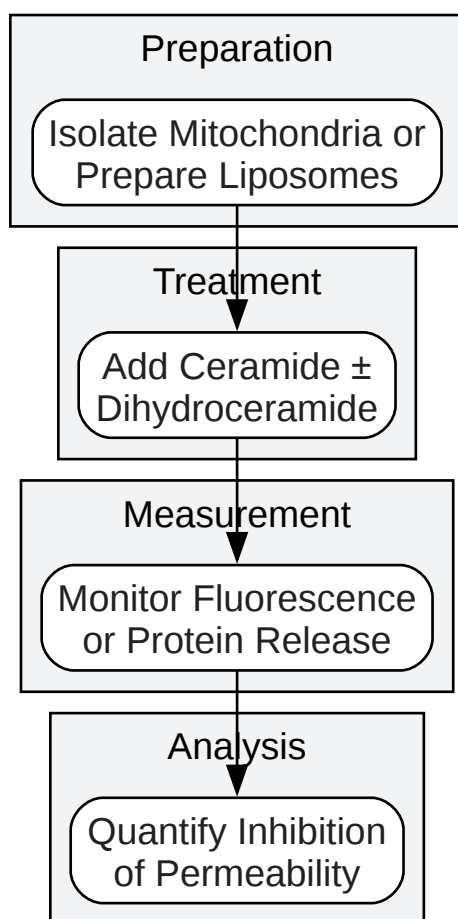 Preparation
Isolate Mitochondria or
Prepare Liposomes
Treatment
Add Ceramide ±
Dihydroceramide
Measurement
Monitor Fluorescence
or Protein Release
Analysis
Quantify Inhibition
of Permeability